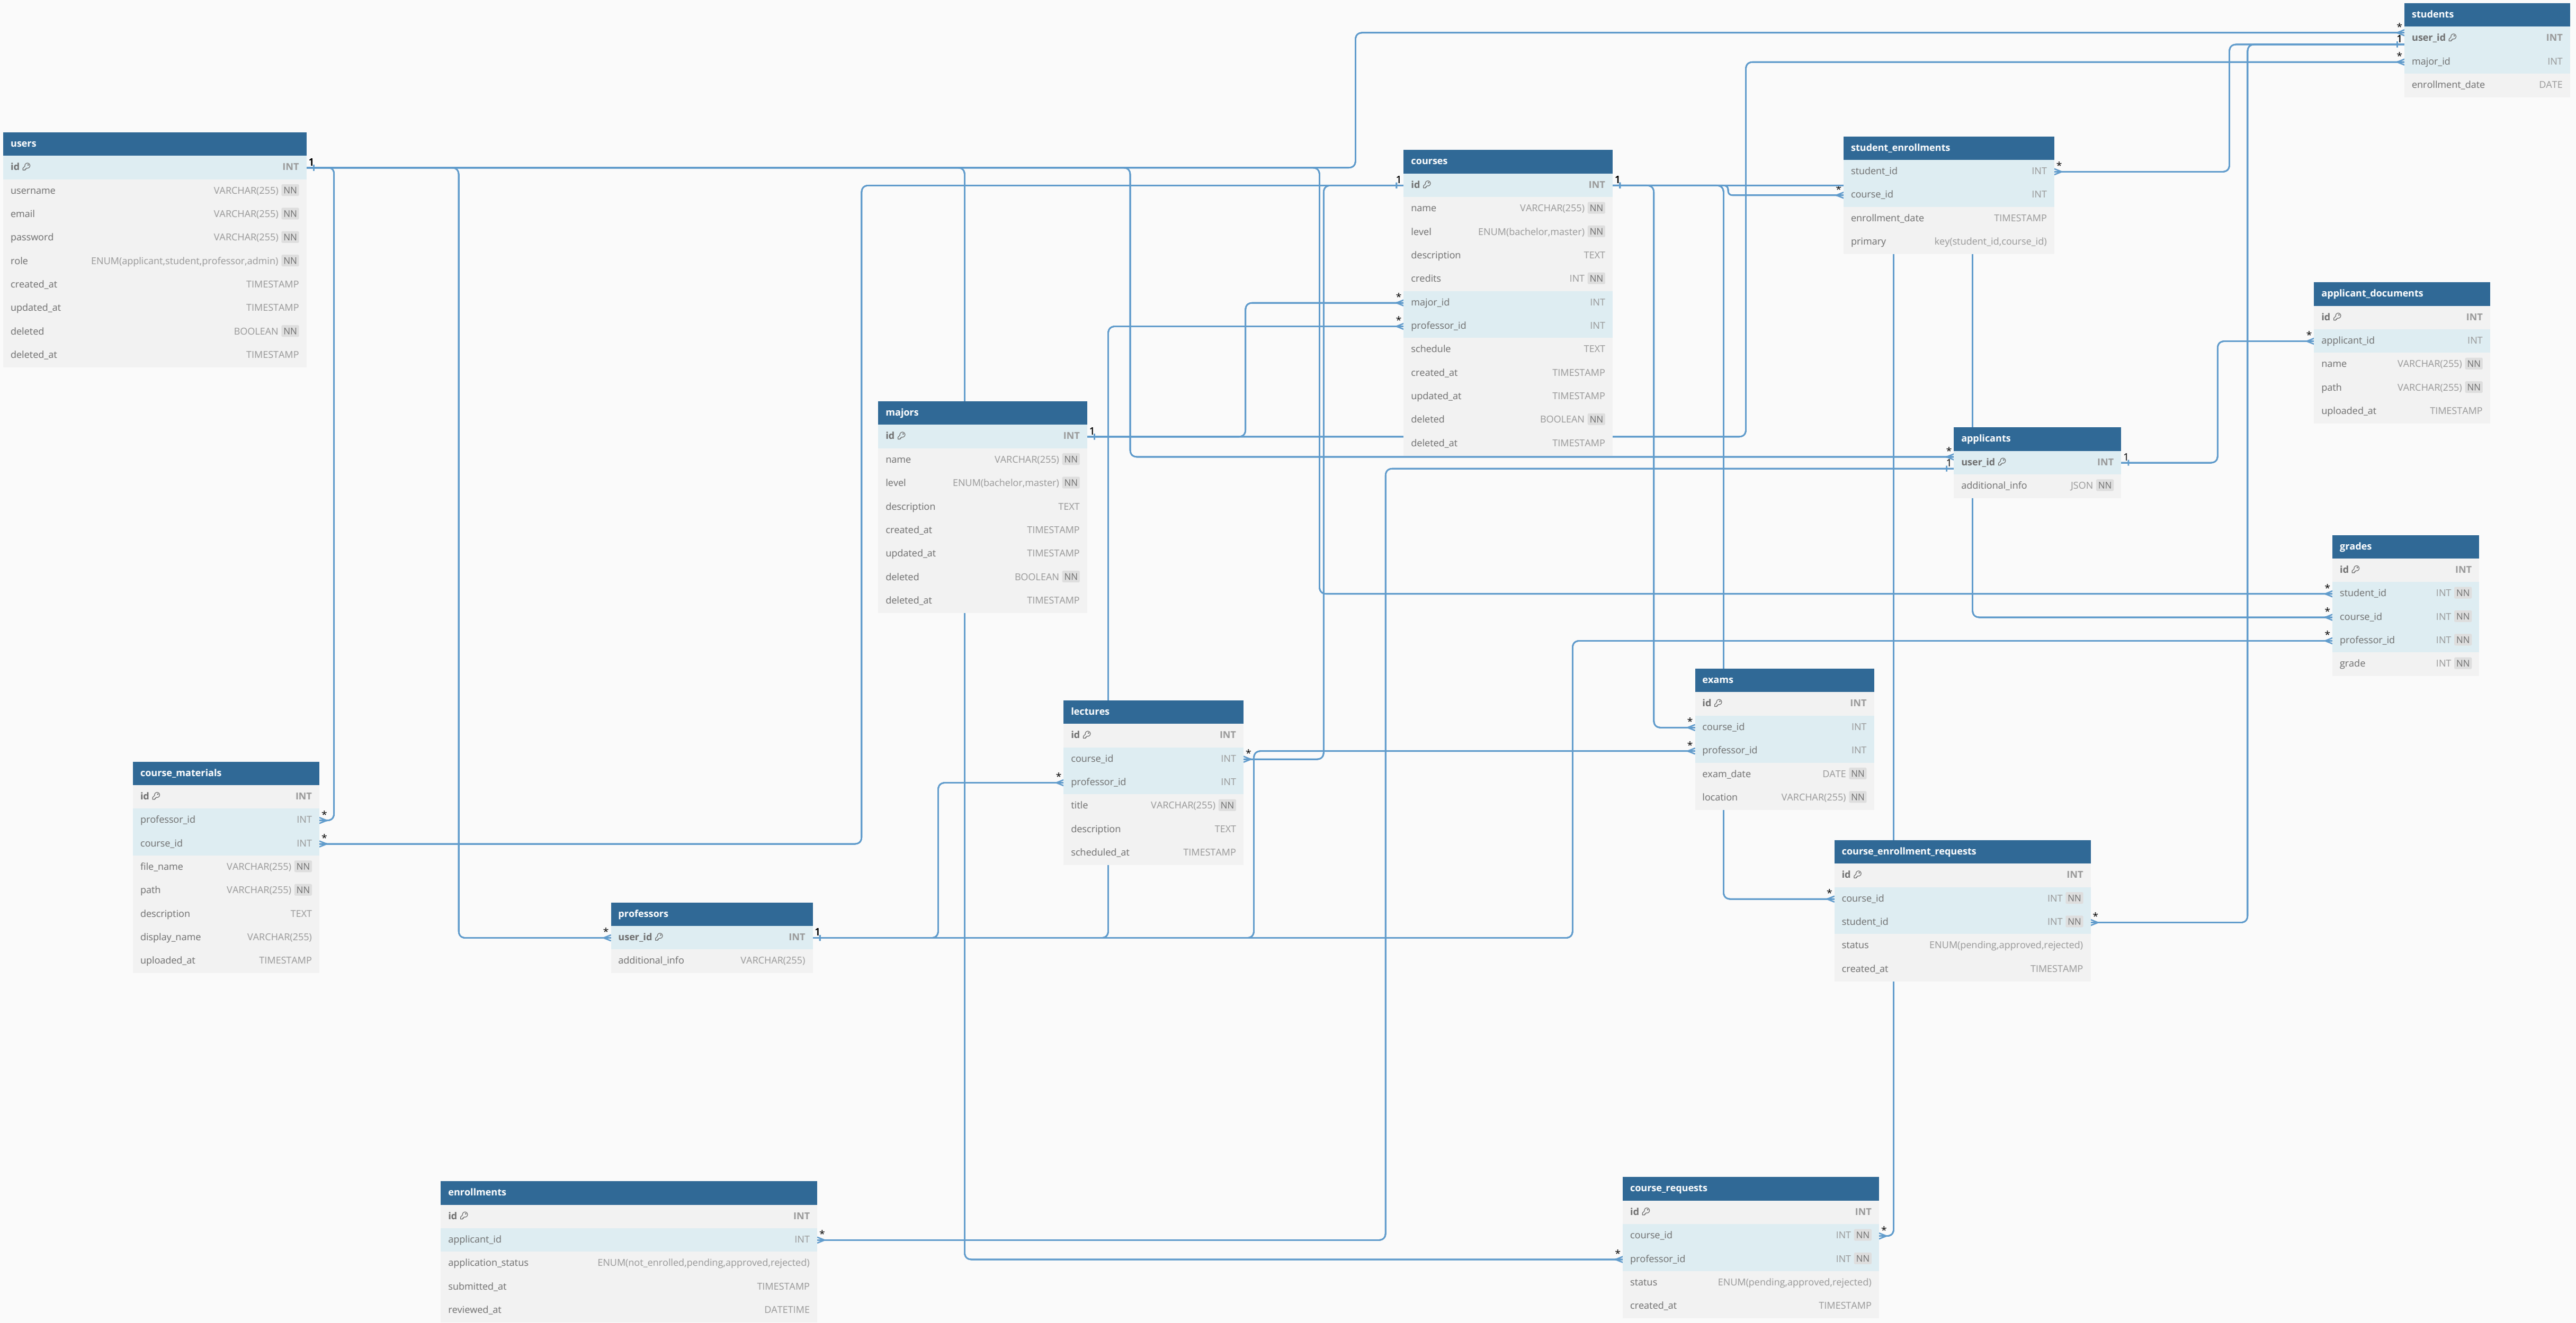 students
user_id INT
major_id INT
enrollment_date DATE
users
id INT
username VARCHAR(255) NN
email VARCHAR(255) NN
password VARCHAR(255) NN
role ENUM(applicant,student,professor,admin) NN
created_at TIMESTAMP
updated_at TIMESTAMP
deleted BOOLEAN NN
deleted_at TIMESTAMP
courses
id INT
name VARCHAR(255) NN
level ENUM(bachelor,master) NN
description TEXT
credits INT NN
major_id INT
professor_id INT
schedule TEXT
created_at TIMESTAMP
updated_at TIMESTAMP
deleted BOOLEAN NN
deleted_at TIMESTAMP
student_enrollments
student_id INT
course_id INT
enrollment_date TIMESTAMP
primary key(student_id,course_id)
applicant_documents
id INT
applicant_id INT
name VARCHAR(255) NN
path VARCHAR(255) NN
uploaded_at TIMESTAMP
majors
id INT
name VARCHAR(255) NN
level ENUM(bachelor,master) NN
description TEXT
created_at TIMESTAMP
updated_at TIMESTAMP
deleted BOOLEAN NN
deleted_at TIMESTAMP
applicants
user_id INT
additional_info JSON NN
grades
id INT
student_id INT NN
course_id INT NN
professor_id INT NN
grade INT NN
exams
id INT
course_id INT
professor_id INT
exam_date DATE NN
location VARCHAR(255) NN
lectures
id INT
course_id INT
professor_id INT
title VARCHAR(255) NN
description TEXT
scheduled_at TIMESTAMP
course_materials
id INT
professor_id INT
course_id INT
file_name VARCHAR(255) NN
path VARCHAR(255) NN
description TEXT
display_name VARCHAR(255)
uploaded_at TIMESTAMP
professors
user_id INT
additional_info VARCHAR(255)
course_enrollment_requests
id INT
course_id INT NN
student_id INT NN
status ENUM(pending,approved,rejected)
created_at TIMESTAMP
enrollments
id INT
applicant_id INT
application_status ENUM(not_enrolled,pending,approved,rejected)
submitted_at TIMESTAMP
reviewed_at DATETIME
course_requests
id INT
course_id INT NN
professor_id INT NN
status ENUM(pending,approved,rejected)
created_at TIMESTAMP